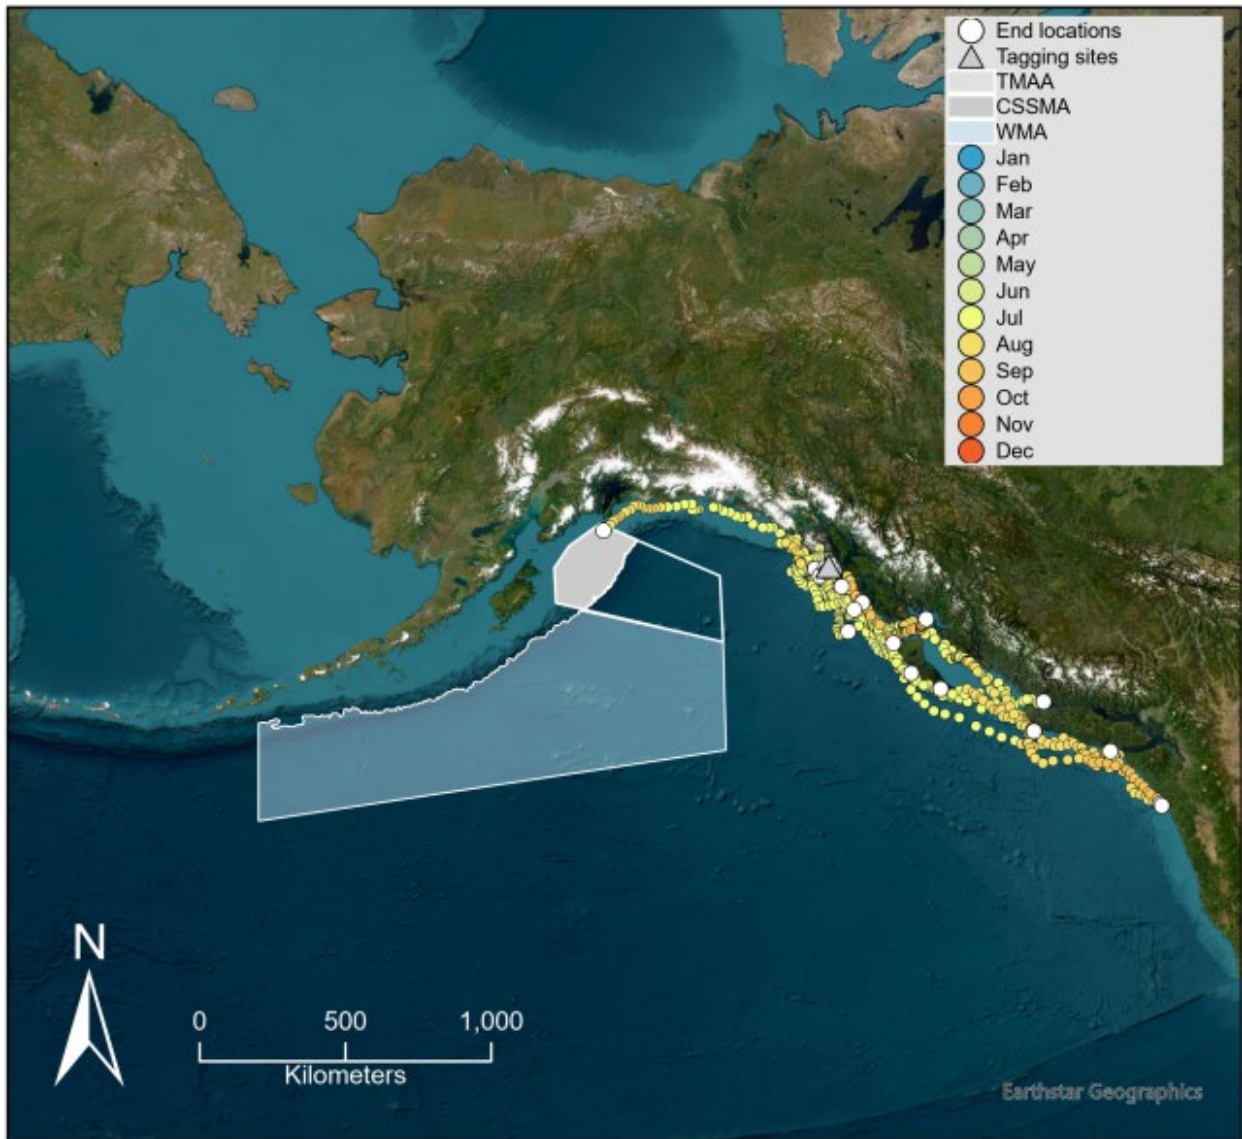 End locations
Tagging sites
TMAA
CSSMA
WMA
Jan
Feb
Mar
Apr
May
Jun
Jul
Aug
Sep
Oct
Nov
Dec
N
0 500 1,000
Kilometers
Earthstar Geographics